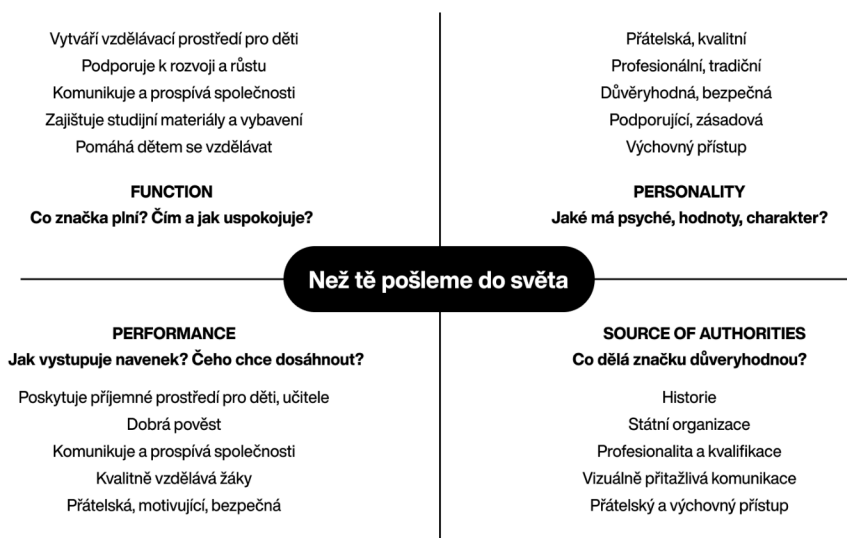 Vytváří vzdělávací prostředí pro děti
Podporuje k rozvoji a růstu
Komunikuje a prospívá společnosti
Zajištuje studijní materiály a vybavení
Pomáhá dětem se vzdělávat
FUNCTION
Co značka plní? Čím a jak uspokojuje?
Přátelská, kvalitní
Profesionální, tradiční
Důvěryhodná, bezpečná
Podporující, zásadová
Výchovný přístup
PERSONALITY
Jaké má psyché, hodnoty, charakter?
Než tě pošleme do světa
PERFORMANCE
Jak vystupuje navenek? Čeho chce dosáhnout?
Poskytuje příjemné prostředí pro děti, učitele
Dobrá pověst
Komunikuje a prospívá společnosti
Kvalitně vzdělává žáky
Přátelská, motivující, bezpečná
SOURCE OF AUTHORITIES
Co dělá značku důveryhodnou?
Historie
Státní organizace
Profesionalita a kvalifikace
Vizuálně přitažlivá komunikace
Přátelský a výchovný přístup